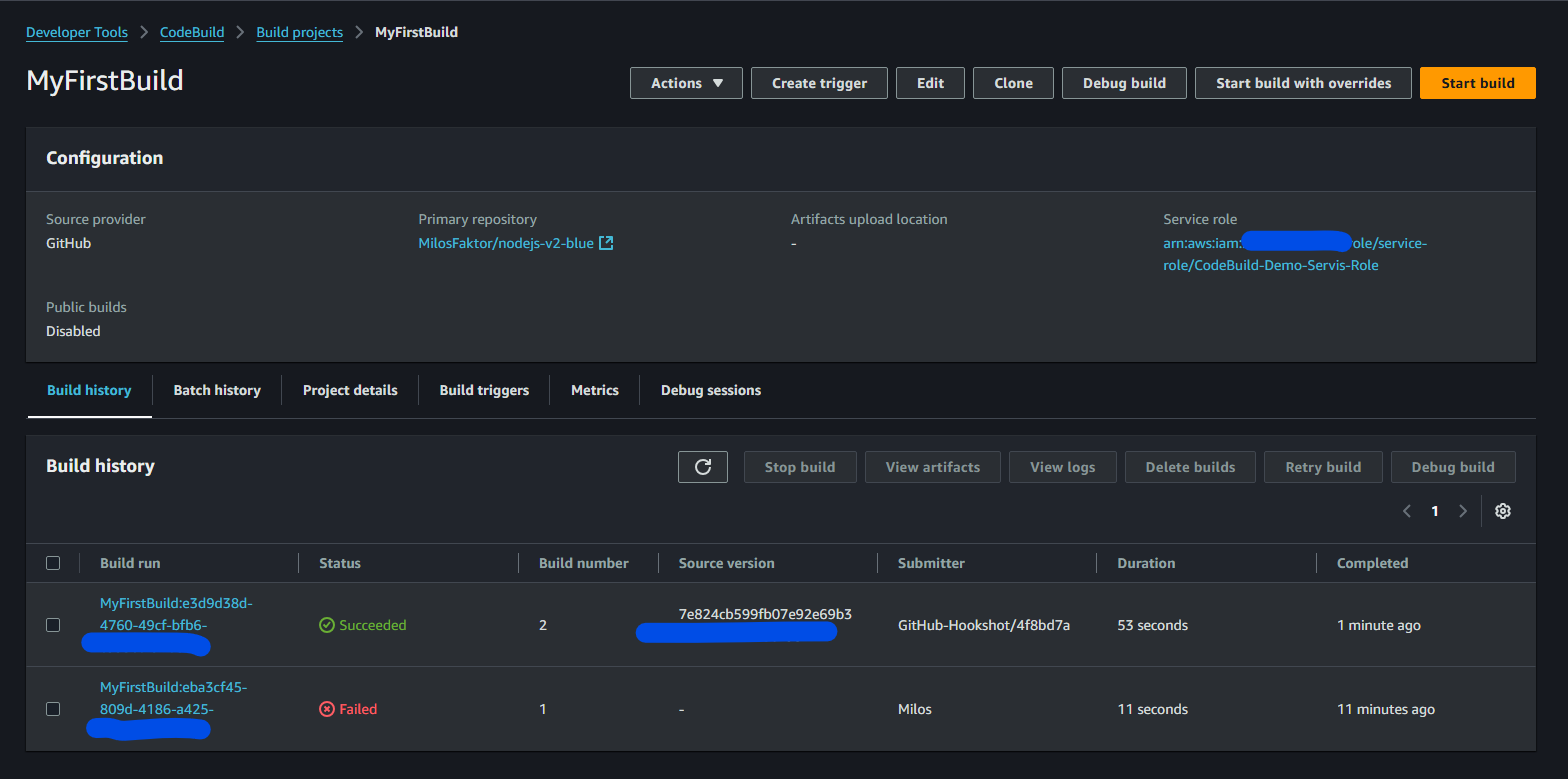 Developer Tools > CodeBuild > Build projects > MyFirstBuild
MyFirstBuild
Actions ▼ Create trigger Edit Clone Debug build Start build with overrides Start build
Configuration
Source provider Primary repository Artifacts upload location Service role
GitHub MilosFaktor/nodejs-v2-blue - arn:aws:iam: ole/service-
role/CodeBuild-Demo-Servis-Role
Public builds
Disabled
Build history Batch history Project details Build triggers Metrics Debug sessions
Build history Stop build View artifacts View logs Delete builds Retry build Debug build
< 1 >
Build run Status Build number Source version Submitter Duration Completed
MyFirstBuild:e3d9d38d-
7e824cb599fb07e92e69b3
4760-49cf-bfb6- Succeeded 2 GitHub-Hookshot/4f8bd7a 53 seconds 1 minute ago
MyFirstBuild:eba3cf45-
809d-4186-a425- Failed 1 - Milos 11 seconds 11 minutes ago